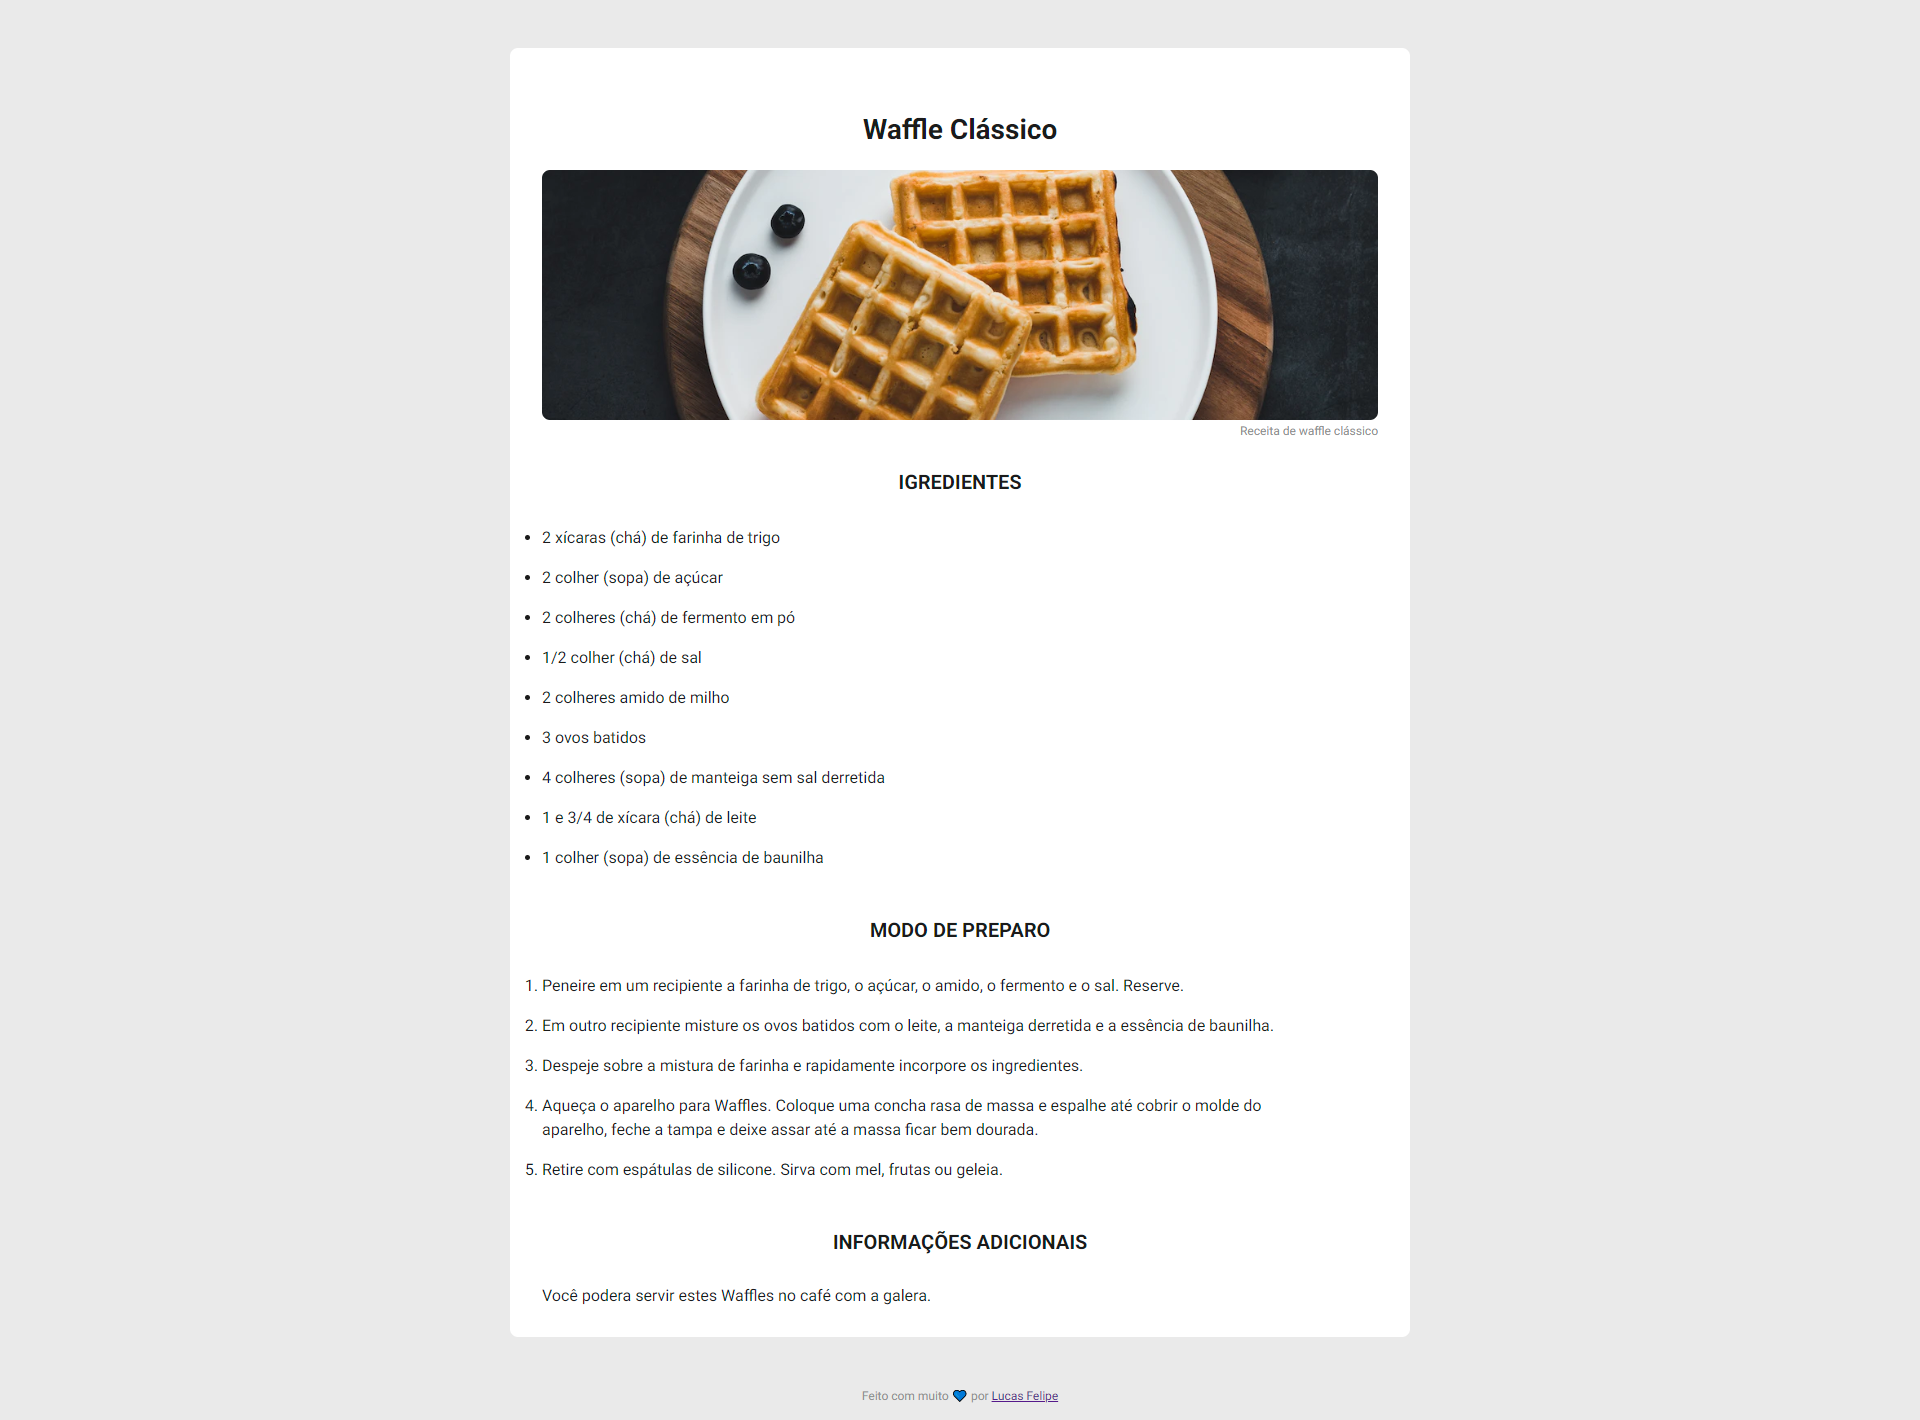 Waffle Clássico
Receita de waffle clássico
IGREDIENTES
• 2 xícaras (chá) de farinha de trigo
• 2 colher (sopa) de açúcar
• 2 colheres (chá) de fermento em pó
• 1/2 colher (chá) de sal
• 2 colheres amido de milho
• 3 ovos batidos
• 4 colheres (sopa) de manteiga sem sal derretida
• 1 e 3/4 de xícara (chá) de leite
• 1 colher (sopa) de essência de baunilha
MODO DE PREPARO
1. Peneire em um recipiente a farinha de trigo, o açúcar, o amido, o fermento e o sal. Reserve.
2. Em outro recipiente misture os ovos batidos com o leite, a manteiga derretida e a essência de baunilha.
3. Despeje sobre a mistura de farinha e rapidamente incorpore os ingredientes.
4. Aqueça o aparelho para Waffles. Coloque uma concha rasa de massa e espalhe até cobrir o molde do
aparelho, feche a tampa e deixe assar até a massa ficar bem dourada.
5. Retire com espátulas de silicone. Sirva com mel, frutas ou geleia.
INFORMAÇÕES ADICIONAIS
Você podera servir estes Waffles no café com a galera.
Feito com muito 💙 por Lucas Felipe